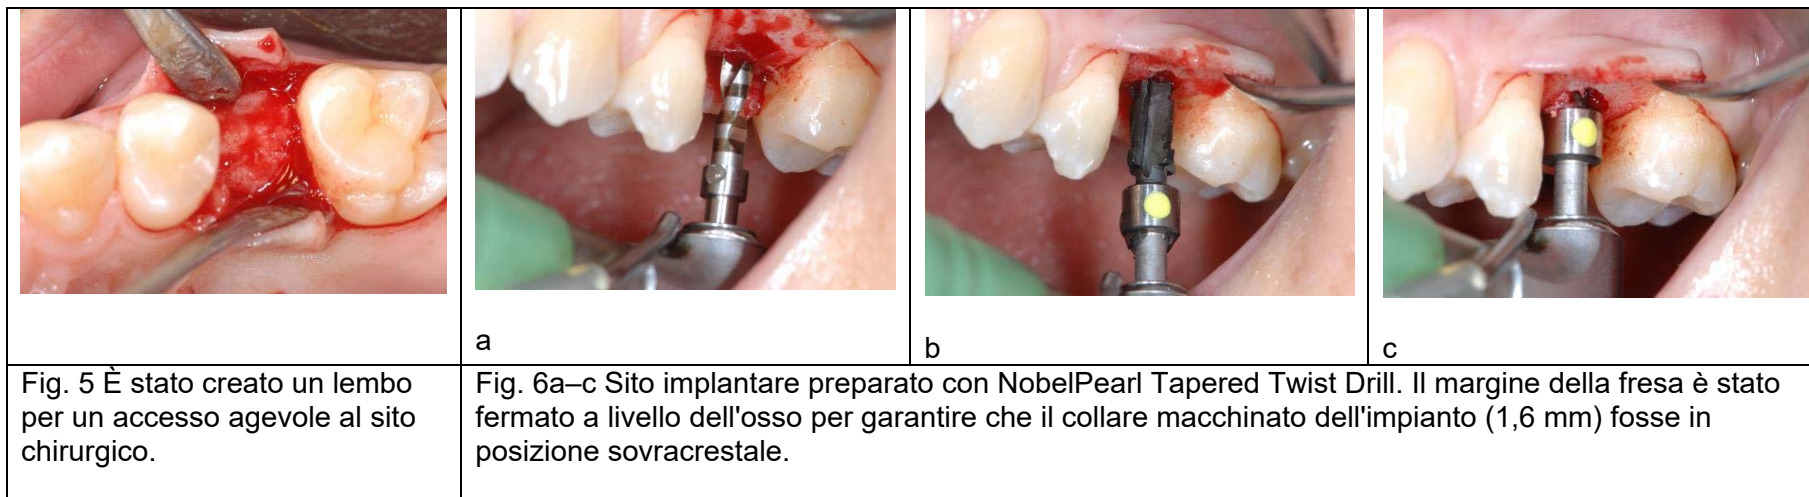 a
b
c
Fig. 5 È stato creato un lembo
per un accesso agevole al sito
chirurgico.
Fig. 6a–c Sito implantare preparato con NobelPearl Tapered Twist Drill. Il margine della fresa è stato
fermato a livello dell'osso per garantire che il collare macchinato dell'impianto (1,6 mm) fosse in
posizione sovracrestale.